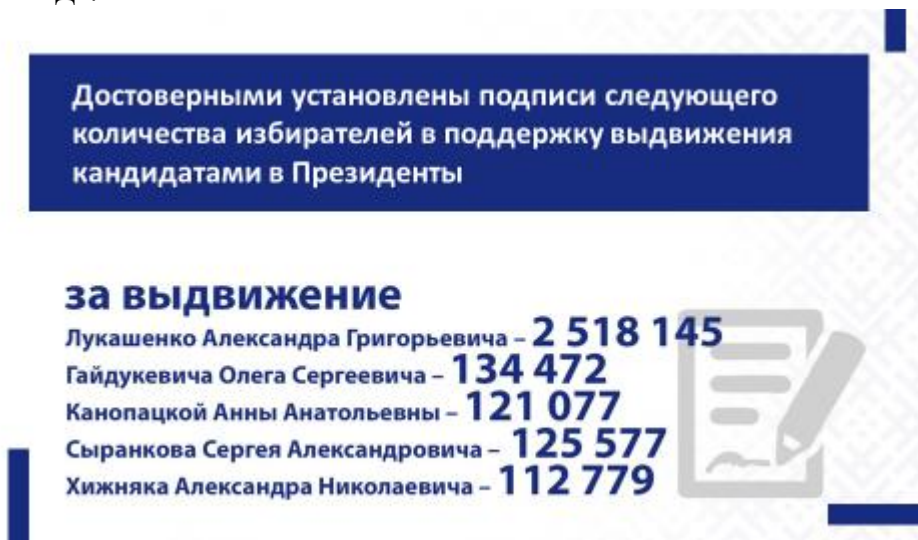 Достоверными установлены подписи следующего
количества избирателей в поддержку выдвижения
кандидатами в Президенты
за выдвижение
Лукашенко Александра Григорьевича – 2 518 145
Гайдукевича Олега Сергеевича – 134 472
Канопацкой Анны Анатольевны – 121 077
Сыранкова Сергея Александровича – 125 577
Хижняка Александра Николаевича – 112 779